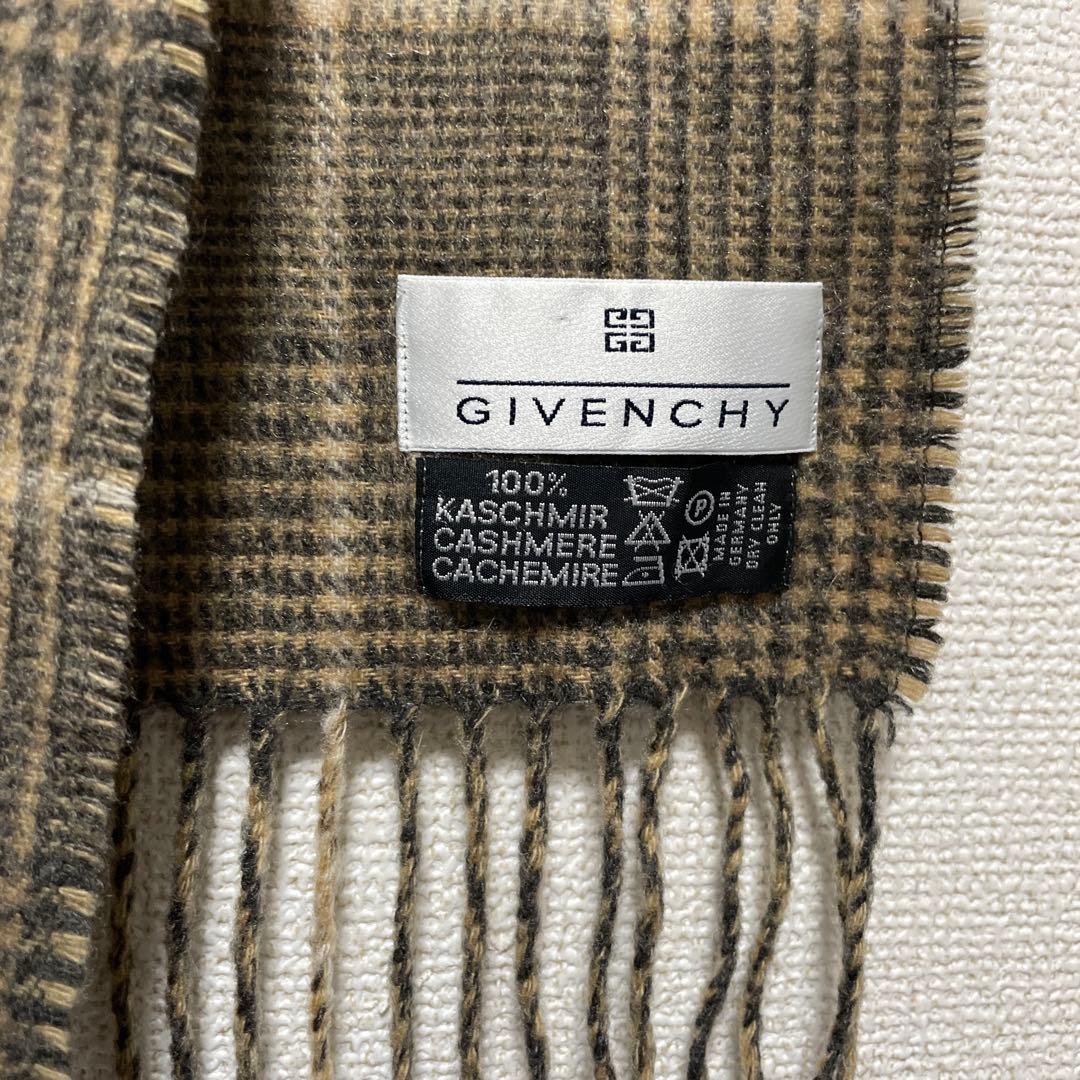 GIVENCHY
100%
KASCHMIR
CASHMERE
CACHEMIRE
P
MADE IN
GERMANY
DRY CLEAN
ONLY